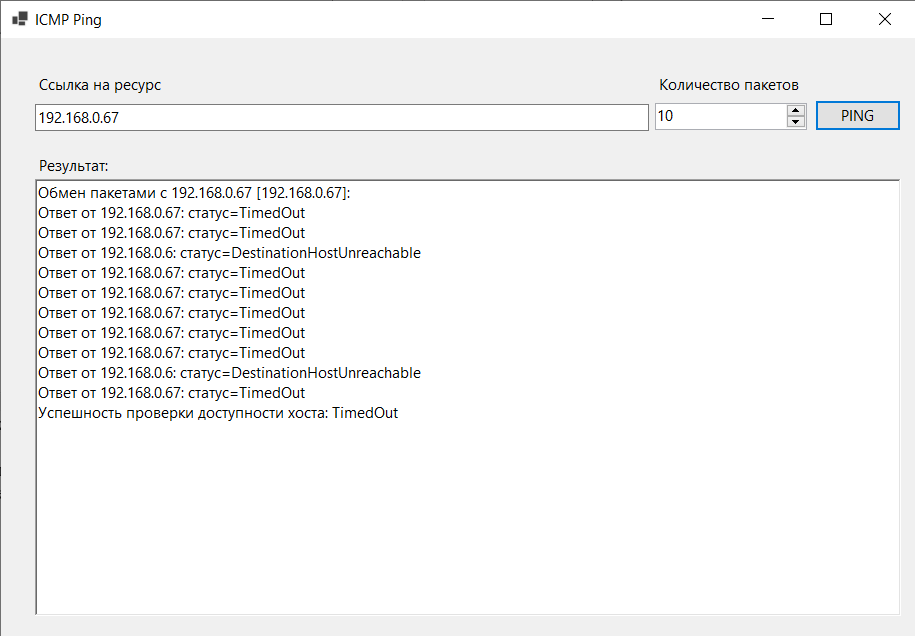 ICMP Ping
Ссылка на ресурс
Количество пакетов
192.168.0.67
10
PING
Результат:
Обмен пакетами с 192.168.0.67 [192.168.0.67]:
Ответ от 192.168.0.67: статус=TimedOut
Ответ от 192.168.0.67: статус=TimedOut
Ответ от 192.168.0.6: статус=DestinationHostUnreachable
Ответ от 192.168.0.67: статус=TimedOut
Ответ от 192.168.0.67: статус=TimedOut
Ответ от 192.168.0.67: статус=TimedOut
Ответ от 192.168.0.67: статус=TimedOut
Ответ от 192.168.0.67: статус=TimedOut
Ответ от 192.168.0.6: статус=DestinationHostUnreachable
Ответ от 192.168.0.67: статус=TimedOut
Успешность проверки доступности хоста: TimedOut